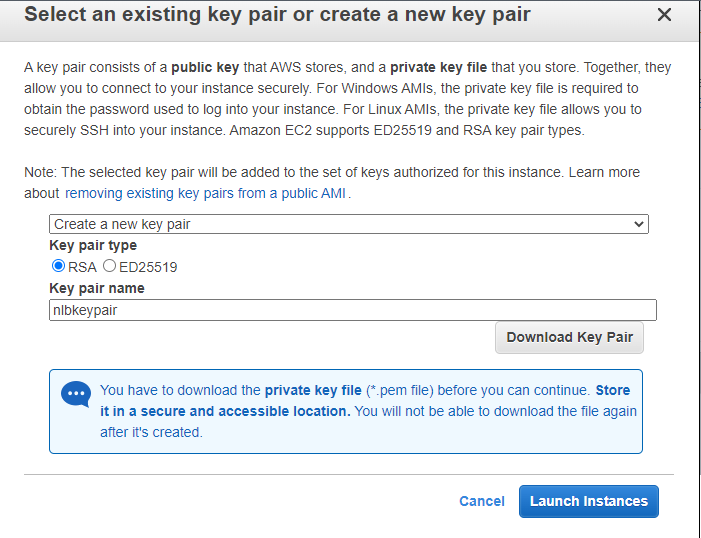 Select an existing key pair or create a new key pair
A key pair consists of a public key that AWS stores, and a private key file that you store. Together, they
allow you to connect to your instance securely. For Windows AMIs, the private key file is required to
obtain the password used to log into your instance. For Linux AMIs, the private key file allows you to
securely SSH into your instance. Amazon EC2 supports ED25519 and RSA key pair types.
Note: The selected key pair will be added to the set of keys authorized for this instance. Learn more
about removing existing key pairs from a public AMI .
Create a new key pair
Key pair type
RSA ED25519
Key pair name
nlbkeypair
Download Key Pair
You have to download the private key file (*.pem file) before you can continue. Store
it in a secure and accessible location. You will not be able to download the file again
after it's created.
Cancel Launch Instances